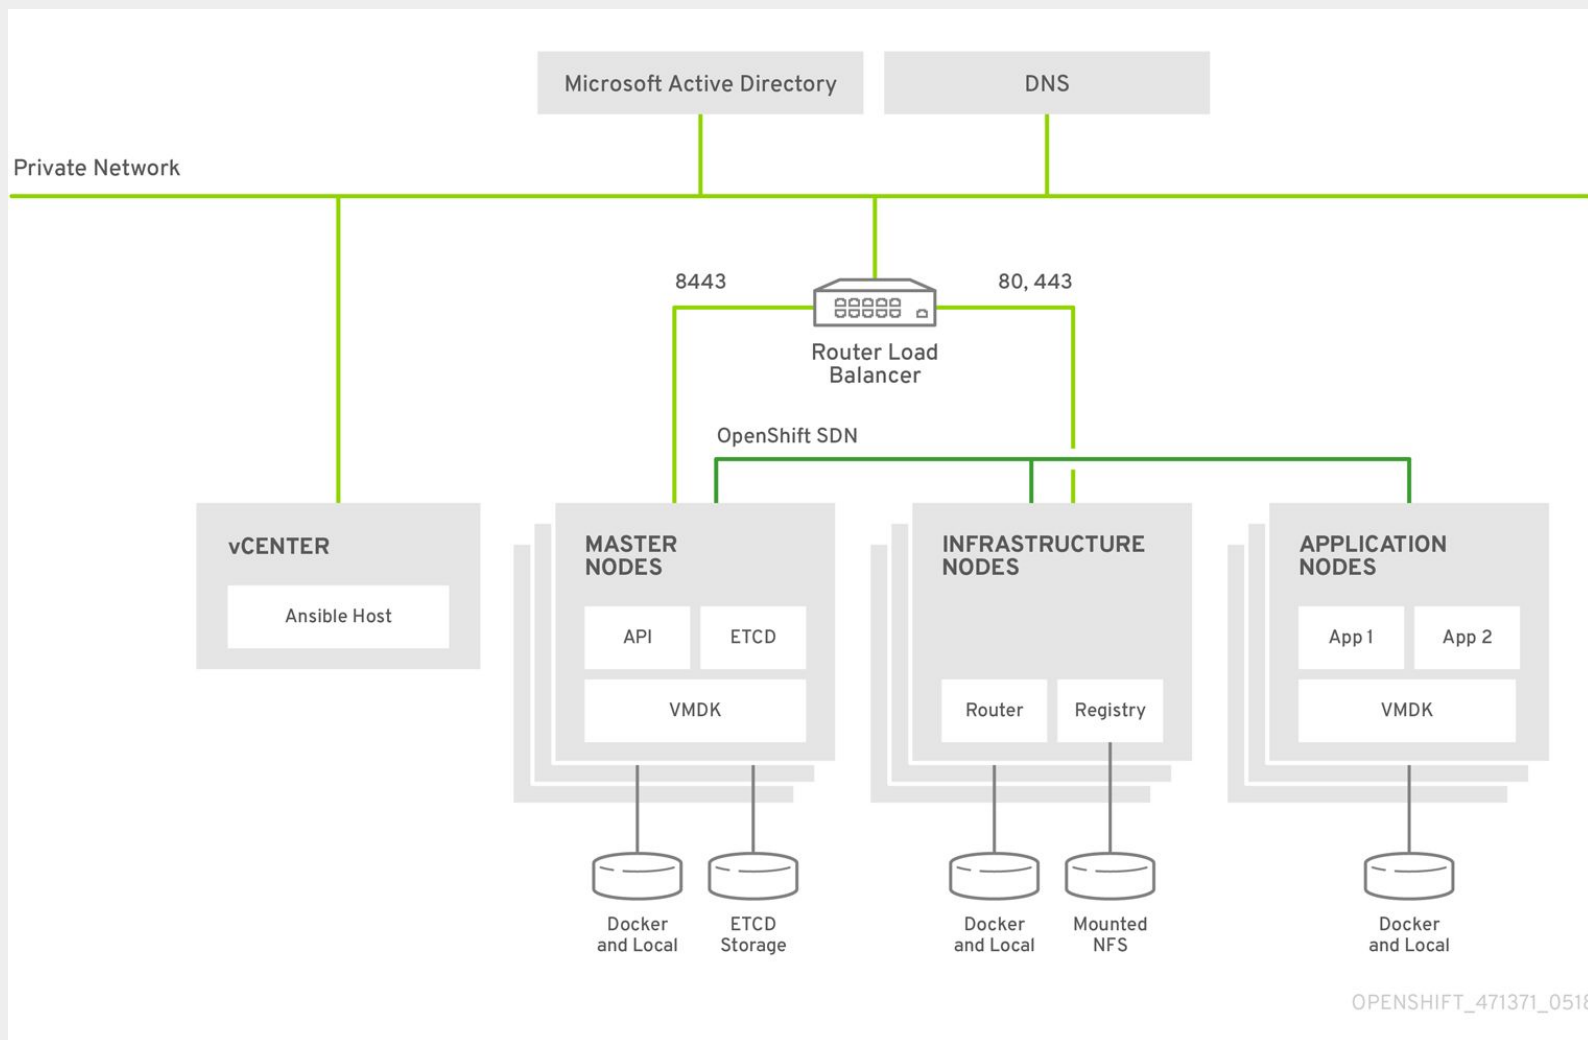 Microsoft Active Directory
DNS
Private Network
8443
80, 443
Router Load
Balancer
OpenShift SDN
vCENTER
Ansible Host
MASTER
NODES
API
ETCD
VMDK
INFRASTRUCTURE
NODES
Router
Registry
APPLICATION
NODES
App 1
App 2
VMDK
Docker
and Local
ETCD
Storage
Docker
and Local
Mounted
NFS
Docker
and Local
OPENSHIFT_471371_0518